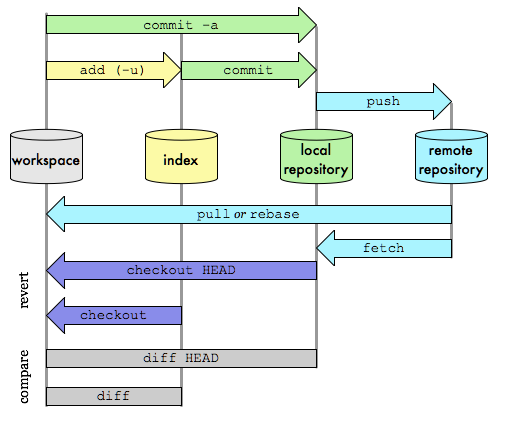 commit -a
add (-u)
commit
push
workspace
index
local
repository
remote
repository
pull or rebase
fetch
revert
checkout HEAD
checkout
compare
diff HEAD
diff